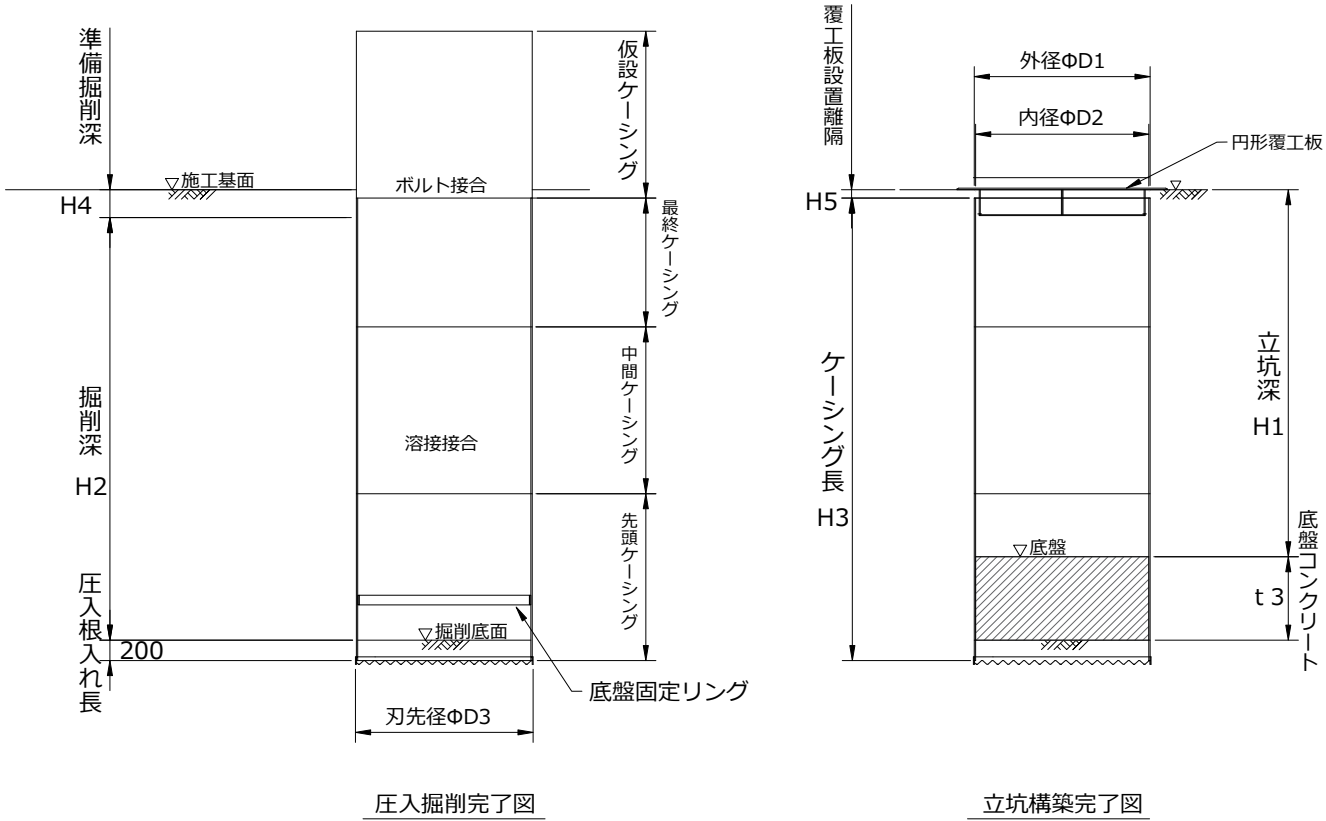 準備掘削深
H4
掘削深
H2
圧入根入れ長
200
▽施工基面
ボルト接合
溶接接合
▽掘削底面
底盤固定リング
刃先径ΦD3
仮設ケーシング
最終ケーシング
中間ケーシング
先頭ケーシング
圧入掘削完了図
覆工板設置離隔
H5
ケーシング長
H3
外径ΦD1
内径ΦD2
円形覆工板
▽
立坑深
H1
▽底盤
底盤コンクリート
t 3
立坑構築完了図